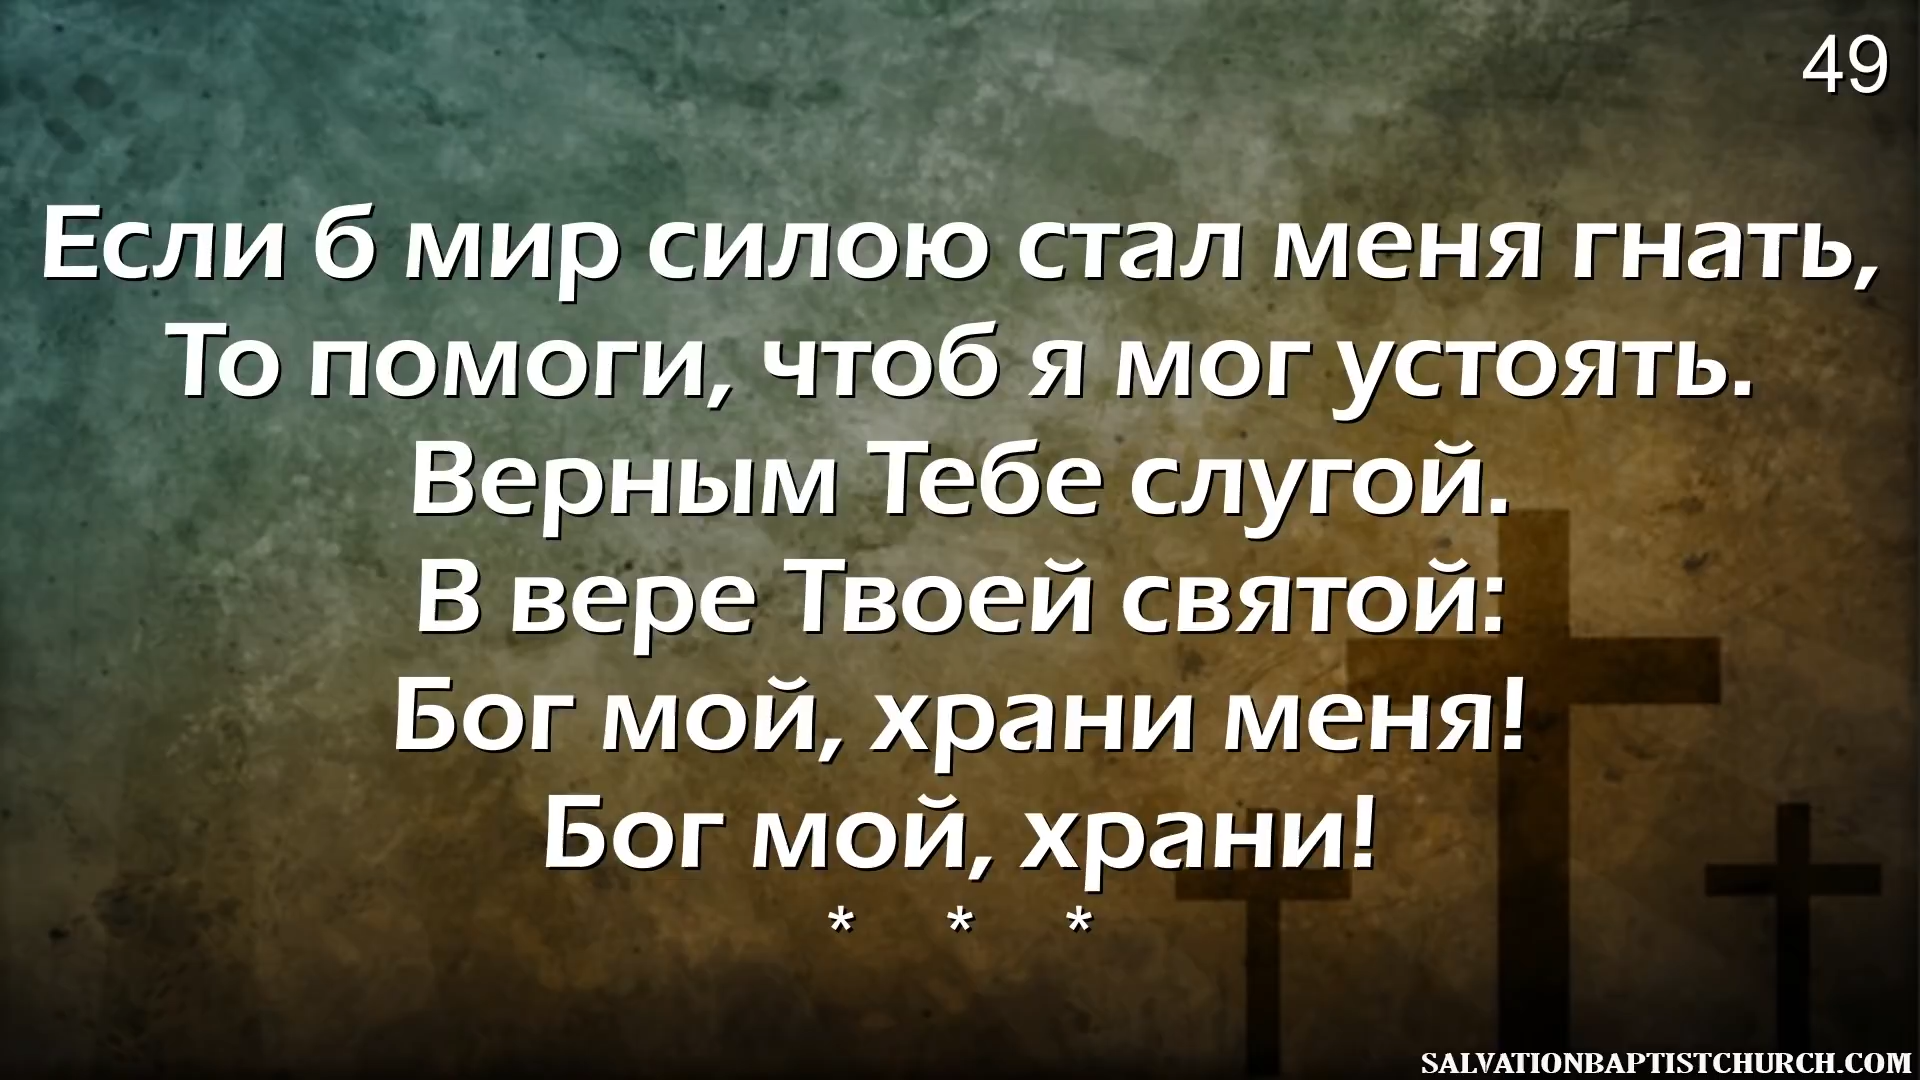 49
Если б мир силою стал меня гнать,
То помоги, чтоб я мог устоять.
Верным Тебе слугой.
В вере Твоей святой:
Бог мой, храни меня!
Бог мой, храни!
* * *
SALVATIONBAPTISTCHURCH.COM